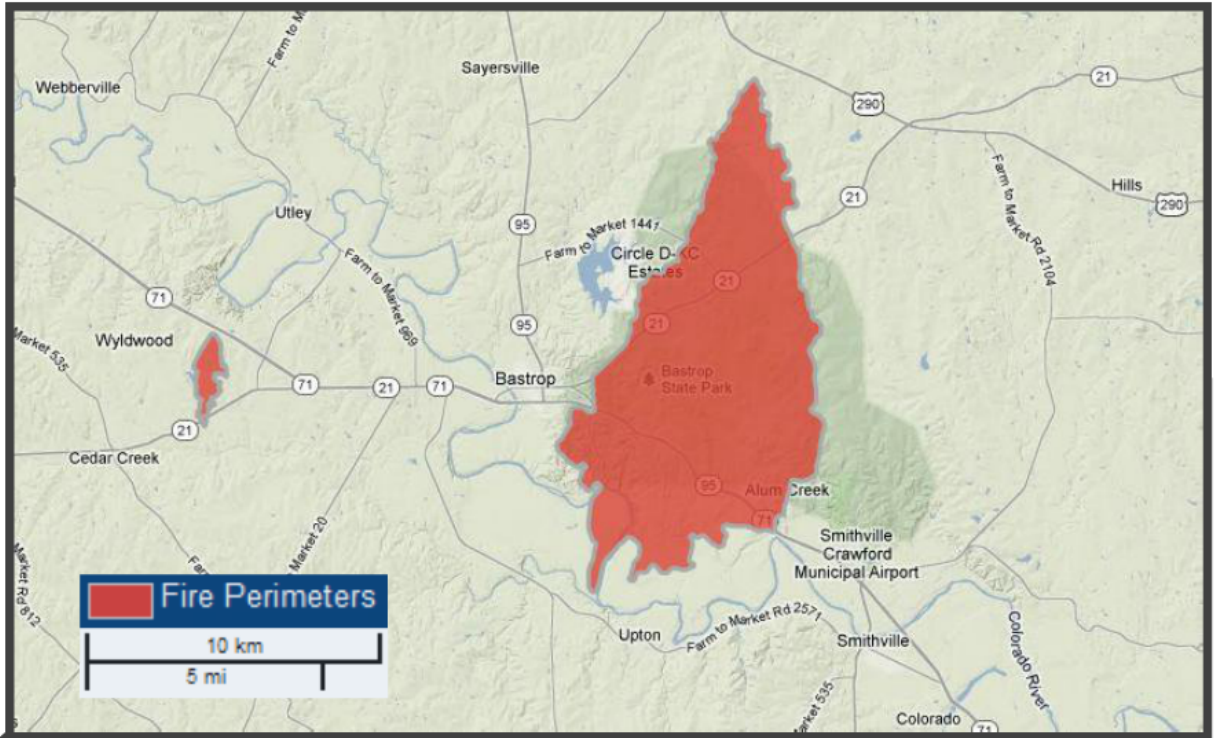 Farm to M
Webberville
Sayersville
21
290
Farm to Market Rd 2104
Hills
290
21
Utley
95
Farm to Market 1441
Circle D-KC
Estates
Farm to Market 969
71
21
Market 535
Wyldwood
95
21
Bastrop
State Park
Bastrop
71
21
71
21
Cedar Creek
95
Alum Creek
71
Smithville
Crawford
Municipal Airport
Market Rd 812
Farm
Market 20
Fire Perimeters
10 km
5 mi
Upton
Farm to Market Rd 2571
Smithville
Colorado River
Market 535
Colorado
71